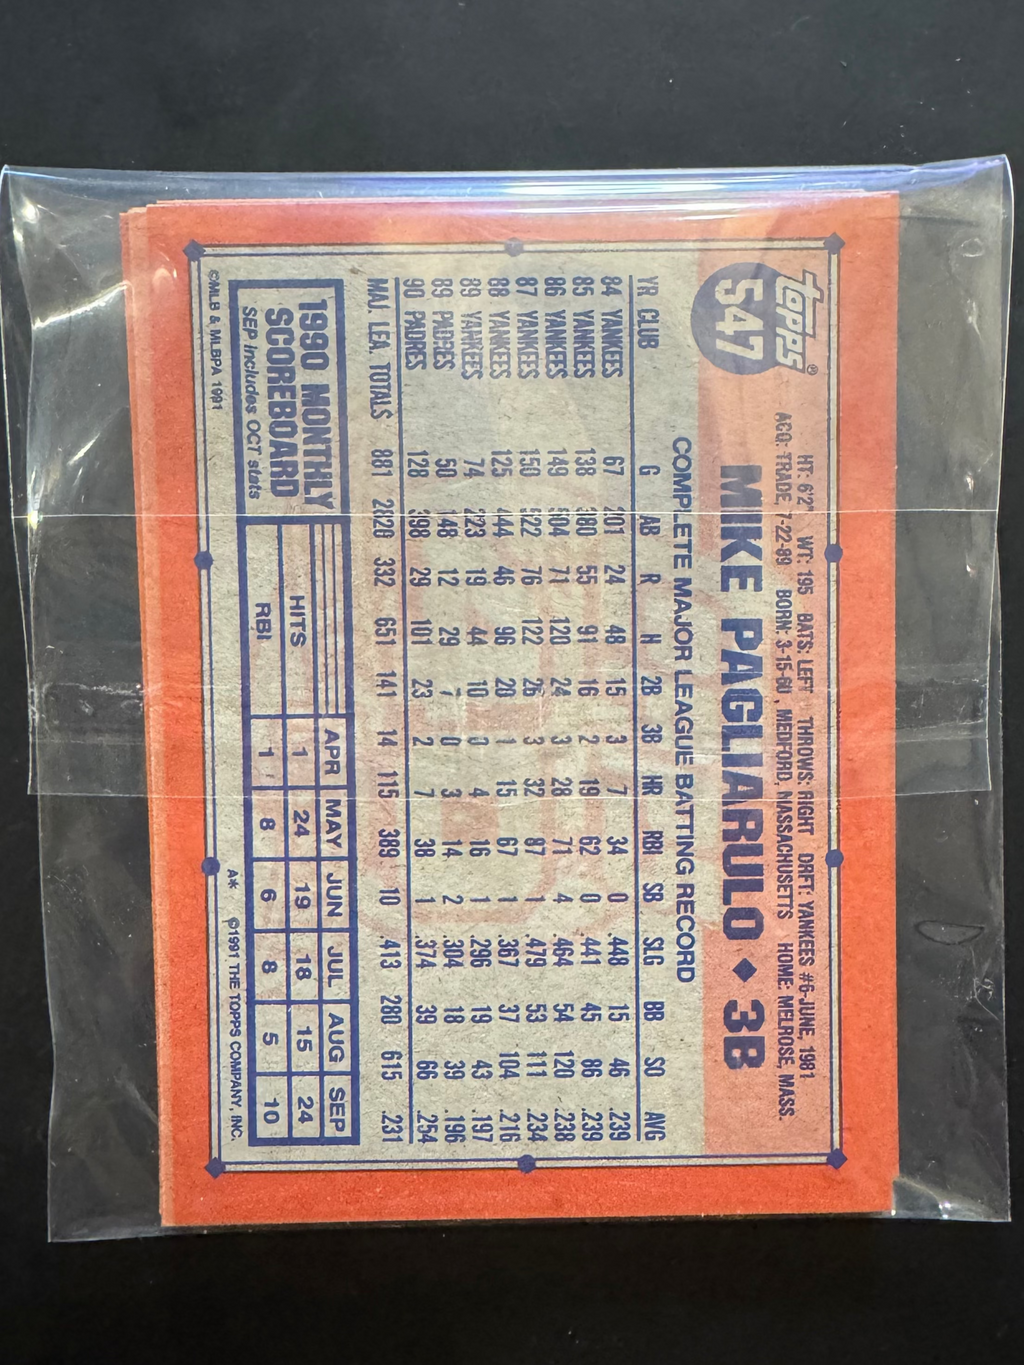 TOPPS®
547
HT: 6'2" WT: 195 BATS: LEFT THROWS: RIGHT DRFT: YANKEES #6-JUNE, 1981
ACQ: TRADE, 7-22-89 BORN: 3-15-60, MEDFORD, MASSACHUSETTS HOME: MELROSE, MASS.
MIKE PAGLIARULO ◆ 3B
COMPLETE MAJOR LEAGUE BATTING RECORD
YR CLUB G AB R H 2B 3B HR RBI SB SLG BB SO AVG
84 YANKEES 67 201 24 48 15 3 7 34 0 .448 15 46 .239
85 YANKEES 138 380 55 91 16 2 19 62 0 .441 45 86 .239
86 YANKEES 149 504 71 120 24 3 28 71 4 .464 54 120 .238
87 YANKEES 150 522 76 122 26 3 32 87 1 .479 53 111 .234
88 YANKEES 125 444 46 96 20 1 15 67 1 .367 37 104 .216
89 YANKEES 74 223 19 44 10 0 4 16 1 .296 19 43 .197
89 PADRES 50 148 12 29 7 0 3 14 2 .304 18 39 .196
90 PADRES 128 398 29 101 23 2 7 38 1 .374 39 66 .254
MAJ. LEA. TOTALS 881 2820 332 651 141 14 115 389 10 .413 280 615 .231
1990 MONTHLY
SCOREBOARD
SEP includes OCT stats
APR MAY JUN JUL AUG SEP
HITS 1 24 19 18 15 24
RBI 1 8 6 8 5 10
©MLB & MLBPA 1991
A* ©1991 THE TOPPS COMPANY, INC.